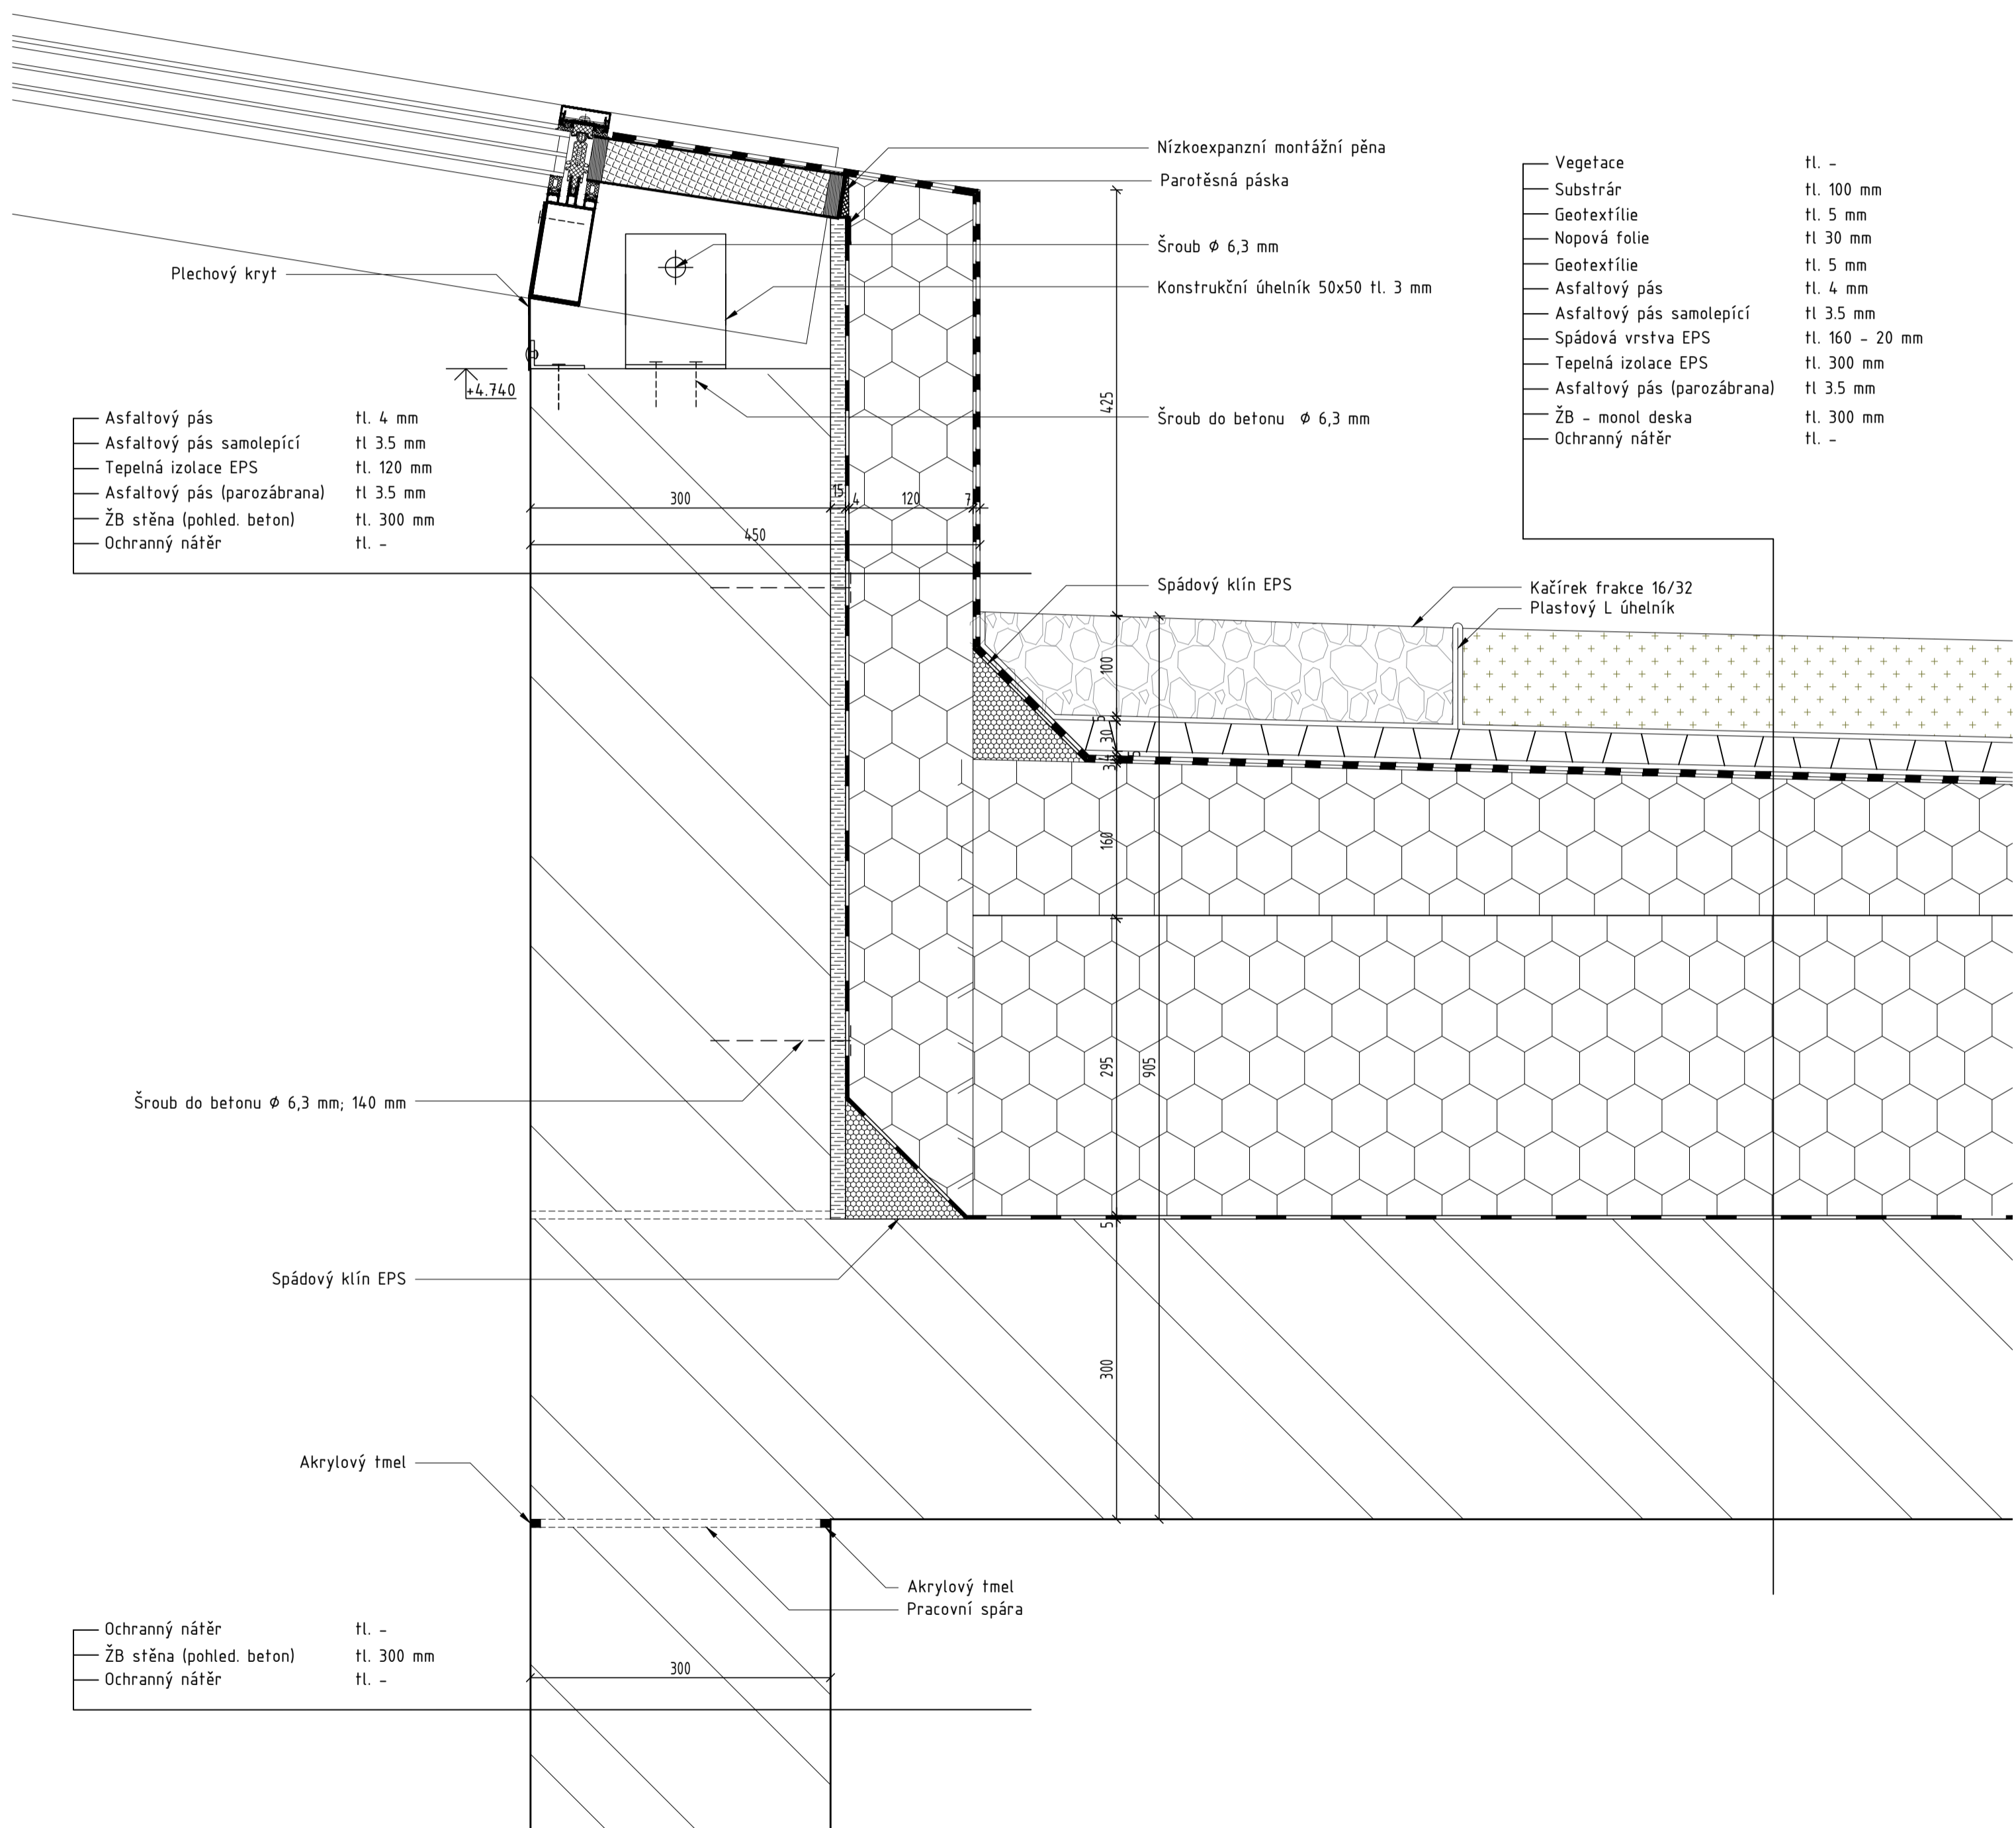 Nízkoexpanzní montážní pěna
Parotěsná páska
Šroub Ø 6,3 mm
Konstrukční úhelník 50x50 tl. 3 mm
Šroub do betonu Ø 6,3 mm
Plechový kryt
+4.740
Vegetace tl. -
Substrár tl. 100 mm
Geotextílie tl. 5 mm
Nopová folie tl 30 mm
Geotextílie tl. 5 mm
Asfaltový pás tl. 4 mm
Asfaltový pás samolepící tl 3.5 mm
Spádová vrstva EPS tl. 160 - 20 mm
Tepelná izolace EPS tl. 300 mm
Asfaltový pás (parozábrana) tl 3.5 mm
ŽB - monol deska tl. 300 mm
Ochranný nátěr tl. -
Asfaltový pás tl. 4 mm
Asfaltový pás samolepící tl 3.5 mm
Tepelná izolace EPS tl. 120 mm
Asfaltový pás (parozábrana) tl 3.5 mm
ŽB stěna (pohled. beton) tl. 300 mm
Ochranný nátěr tl. -
425
300 15 4 120 7
450
Spádový klín EPS
Kačírek frakce 16/32
Plastový L úhelník
100
5
30
5
160
295
905
5
300
Šroub do betonu Ø 6,3 mm; 140 mm
Spádový klín EPS
Akrylový tmel
Akrylový tmel
Pracovní spára
Ochranný nátěr tl. -
ŽB stěna (pohled. beton) tl. 300 mm
Ochranný nátěr tl. -
300